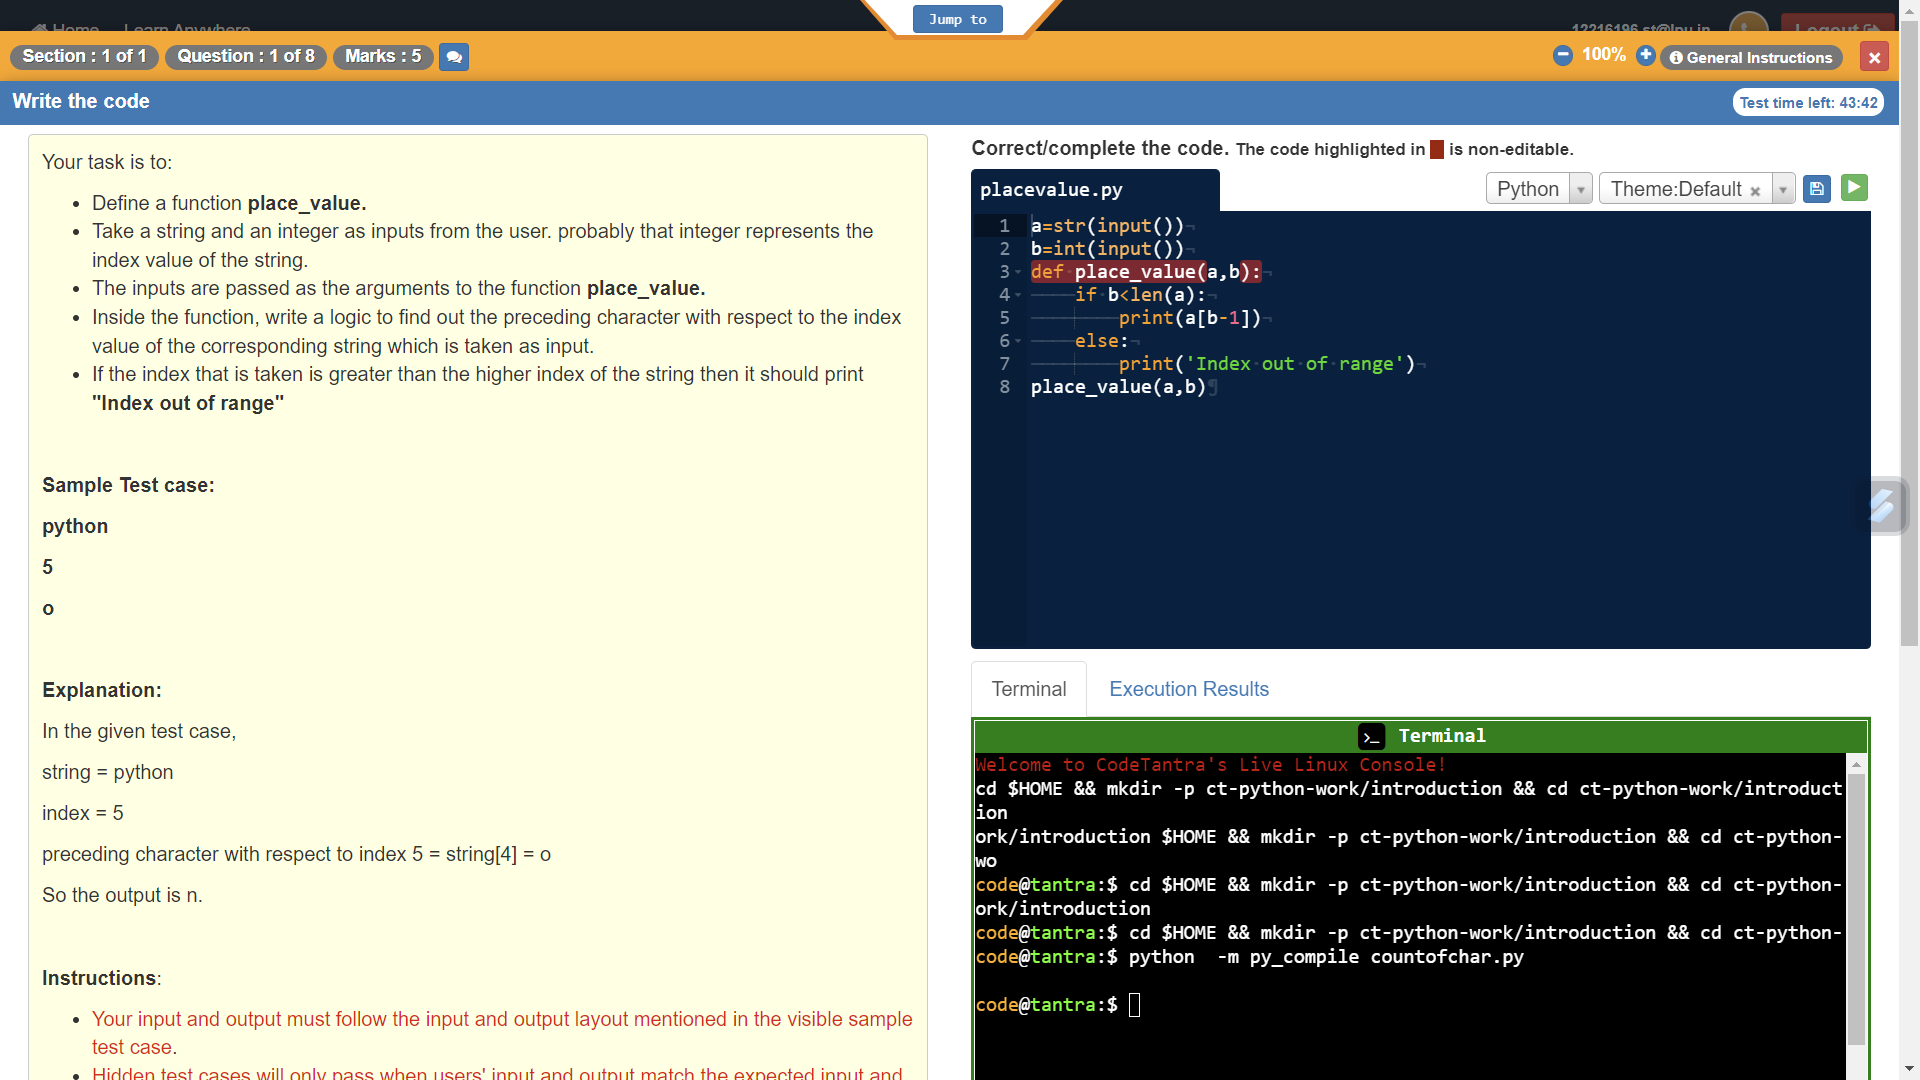 Jump to
Home Learn Anywhere
12216196.st@lpu.in Logout
Section : 1 of 1 Question : 1 of 8 Marks : 5
100% General Instructions
Write the code
Test time left: 43:42
Your task is to:
Define a function place_value.
Take a string and an integer as inputs from the user. probably that integer represents the
index value of the string.
The inputs are passed as the arguments to the function place_value.
Inside the function, write a logic to find out the preceding character with respect to the index
value of the corresponding string which is taken as input.
If the index that is taken is greater than the higher index of the string then it should print
"Index out of range"
Sample Test case:
python
5
o
Explanation:
In the given test case,
string = python
index = 5
preceding character with respect to index 5 = string[4] = o
So the output is n.
Instructions:
Your input and output must follow the input and output layout mentioned in the visible sample
test case.
Hidden test cases will only pass when users' input and output match the expected input and
Correct/complete the code. The code highlighted in is non-editable.
placevalue.py
Python Theme:Default ×
1 a=str(input())
2 b=int(input())
3 def place_value(a,b):
4 if b<len(a):
5 print(a[b-1])
6 else:
7 print('Index out of range')
8 place_value(a,b)
Terminal Execution Results
>_ Terminal
Welcome to CodeTantra's Live Linux Console!
cd $HOME && mkdir -p ct-python-work/introduction && cd ct-python-work/introduct
ion
ork/introduction $HOME && mkdir -p ct-python-work/introduction && cd ct-python-
wo
code@tantra:$ cd $HOME && mkdir -p ct-python-work/introduction && cd ct-python-
ork/introduction
code@tantra:$ cd $HOME && mkdir -p ct-python-work/introduction && cd ct-python-
code@tantra:$ python  -m py_compile countofchar.py
code@tantra:$